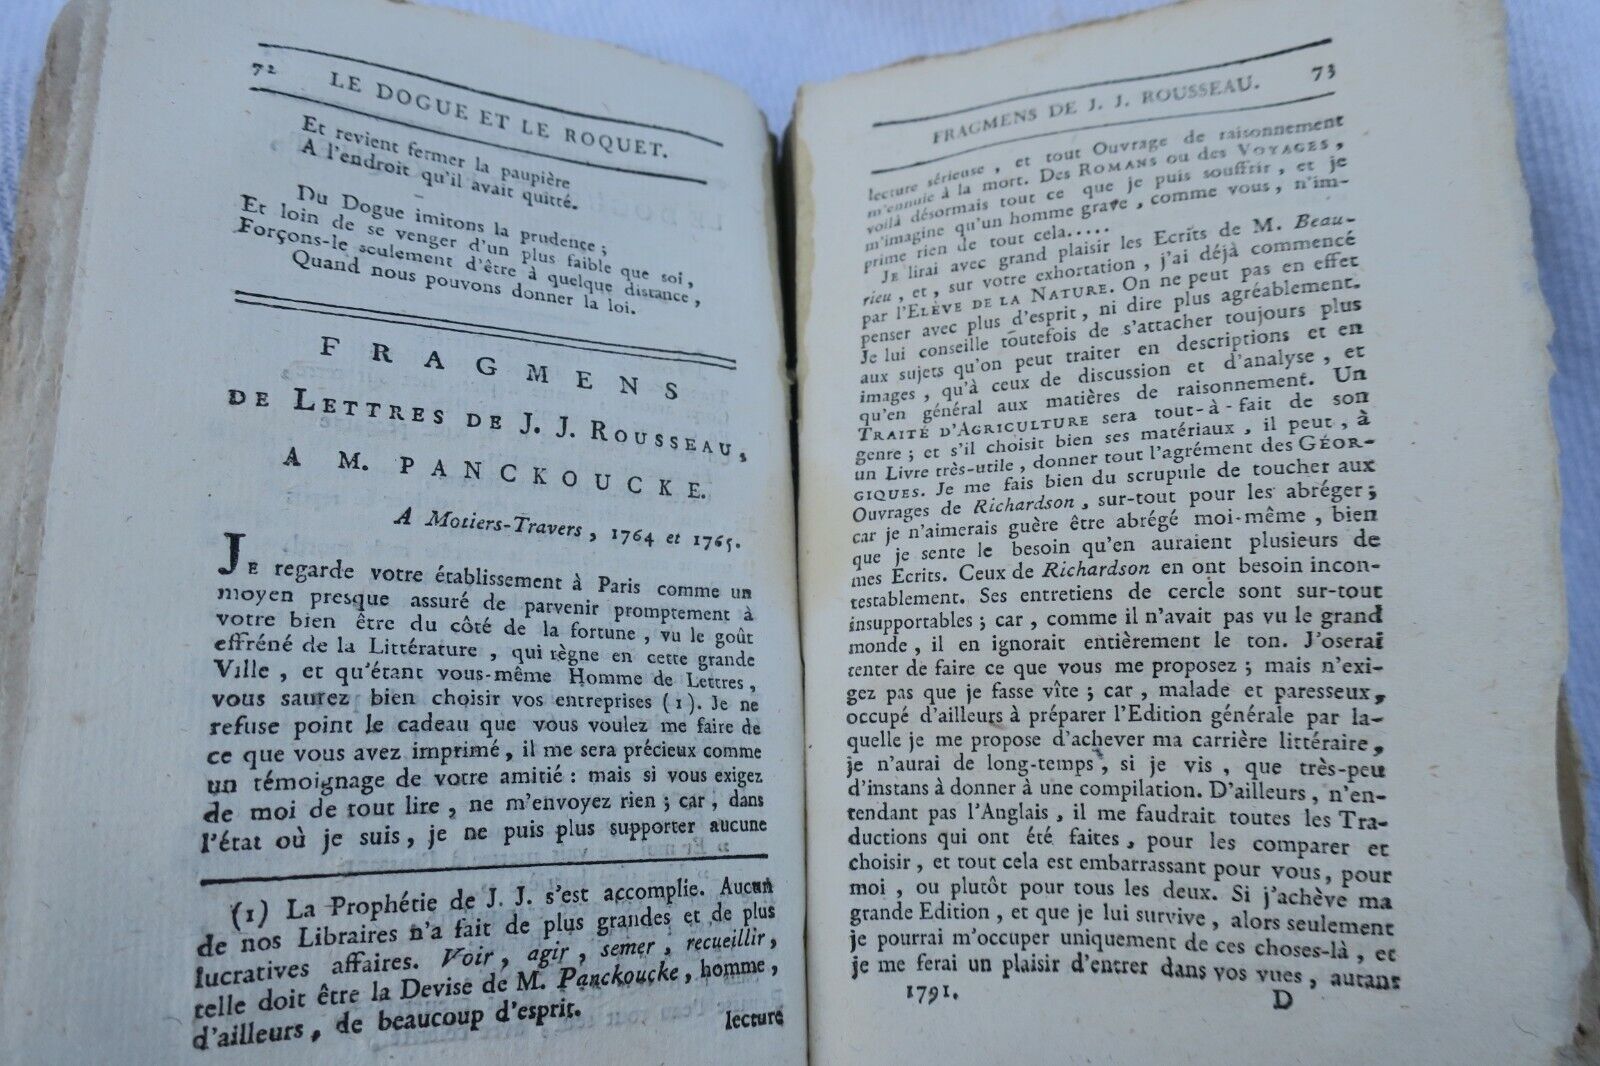 72 LE DOGUE ET LE ROQUET.
Et revient fermer la paupière
A l'endroit qu'il avait quitté.
Du Dogue imitons la prudence ;
Et loin de se venger d'un plus faible que soi,
Forçons-le seulement d'être à quelque distance,
Quand nous pouvons donner la loi.
FRAGMENS
DE LETTRES DE J. J. ROUSSEAU,
A M. PANCKOUCKE.
A Motiers-Travers, 1764 et 1765.
JE regarde votre établissement à Paris comme un
moyen presque assuré de parvenir promptement à
votre bien être du côté de la fortune, vu le goût
effréné de la Littérature, qui règne en cette grande
Ville, et qu'étant vous-même Homme de Lettres,
vous saurez bien choisir vos entreprises (1). Je ne
refuse point le cadeau que vous voulez me faire de
ce que vous avez imprimé, il me sera précieux comme
un témoignage de votre amitié : mais si vous exigez
de moi de tout lire, ne m'envoyez rien ; car, dans
l'état où je suis, je ne puis plus supporter aucune
(1) La Prophétie de J. J. s'est accomplie. Aucun
de nos Libraires n'a fait de plus grandes et de plus
lucratives affaires. Voir, agir, semer, recueillir,
telle doit être la Devise de M. Panckoucke, homme,
d'ailleurs, de beaucoup d'esprit.
lecture
FRAGMENS DE J. J. ROUSSEAU. 73
lecture sérieuse, et tout Ouvrage de raisonnement
m'ennuie à la mort. Des ROMANS ou des VOYAGES,
voilà désormais tout ce que je puis souffrir, et je
m'imagine qu'un homme grave, comme vous, n'im-
prime rien de tout cela.....
JE lirai avec grand plaisir les Ecrits de M. Beau-
rieu, et, sur votre exhortation, j'ai déjà commencé
par l'ELÈVE DE LA NATURE. On ne peut pas en effet
penser avec plus d'esprit, ni dire plus agréablement.
Je lui conseille toutefois de s'attacher toujours plus
aux sujets qu'on peut traiter en descriptions et en
images, qu'à ceux de discussion et d'analyse, et
qu'en général aux matières de raisonnement. Un
TRAITÉ D'AGRICULTURE sera tout-à-fait de son
genre ; et s'il choisit bien ses matériaux, il peut, à
un Livre très-utile, donner tout l'agrément des GÉOR-
GIQUES. Je me fais bien du scrupule de toucher aux
Ouvrages de Richardson, sur-tout pour les abréger ;
car je n'aimerais guère être abrégé moi-même, bien
que je sente le besoin qu'en auraient plusieurs de
mes Ecrits. Ceux de Richardson en ont besoin incon-
testablement. Ses entretiens de cercle sont sur-tout
insupportables ; car, comme il n'avait pas vu le grand
monde, il en ignorait entièrement le ton. J'oserai
tenter de faire ce que vous me proposez ; mais n'exi-
gez pas que je fasse vîte ; car, malade et paresseux,
occupé d'ailleurs à préparer l'Edition générale par la-
quelle je me propose d'achever ma carrière littéraire,
je n'aurai de long-temps, si je vis, que très-peu
d'instans à donner à une compilation. D'ailleurs, n'en-
tendant pas l'Anglais, il me faudrait toutes les Tra-
ductions qui ont été faites, pour les comparer et
choisir, et tout cela est embarrassant pour vous, pour
moi, ou plutôt pour tous les deux. Si j'achève ma
grande Edition, et que je lui survive, alors seulement
je pourrai m'occuper uniquement de ces choses-là, et
je me ferai un plaisir d'entrer dans vos vues, autant
1791. D